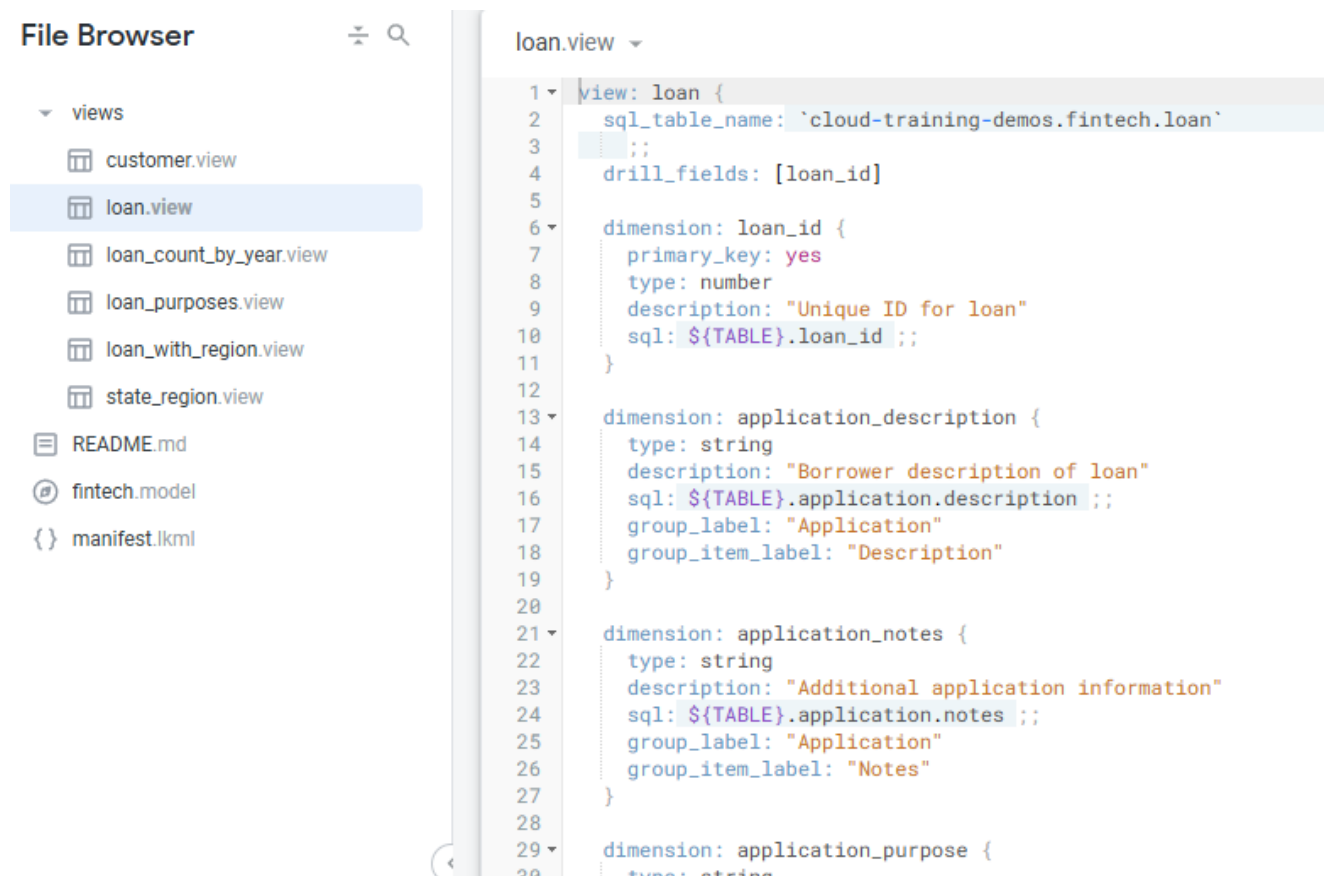 File Browser
views
customer.view
loan.view
loan_count_by_year.view
loan_purposes.view
loan_with_region.view
state_region.view
README.md
fintech.model
manifest.lkml
loan.view
1 view: loan {
2 sql_table_name: `cloud-training-demos.fintech.loan`
3 ;;
4 drill_fields: [loan_id]
5
6 dimension: loan_id {
7 primary_key: yes
8 type: number
9 description: "Unique ID for loan"
10 sql: ${TABLE}.loan_id ;;
11 }
12
13 dimension: application_description {
14 type: string
15 description: "Borrower description of loan"
16 sql: ${TABLE}.application.description ;;
17 group_label: "Application"
18 group_item_label: "Description"
19 }
20
21 dimension: application_notes {
22 type: string
23 description: "Additional application information"
24 sql: ${TABLE}.application.notes ;;
25 group_label: "Application"
26 group_item_label: "Notes"
27 }
28
29 dimension: application_purpose {
30 type: string